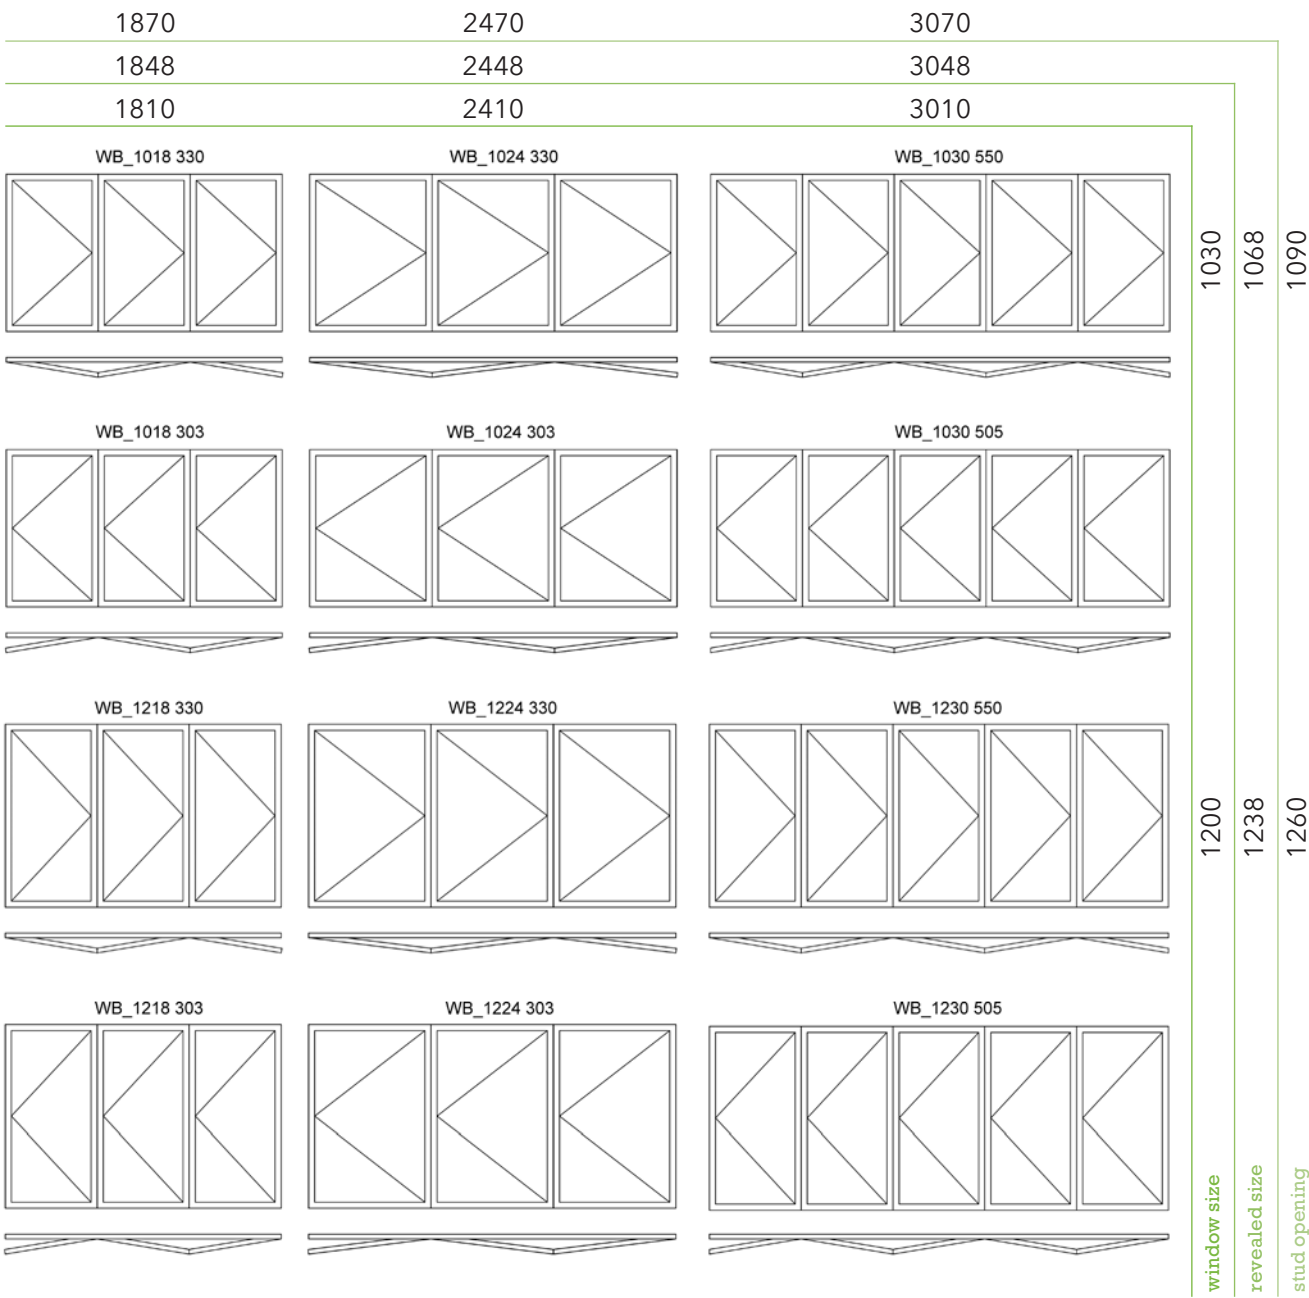 1870 2470 3070
1848 2448 3048
1810 2410 3010
WB_1018 330 WB_1024 330 WB_1030 550
1030 1068 1090
WB_1018 303 WB_1024 303 WB_1030 505
WB_1218 330 WB_1224 330 WB_1230 550
1200 1238 1260
WB_1218 303 WB_1224 303 WB_1230 505
window size
revealed size
stud opening